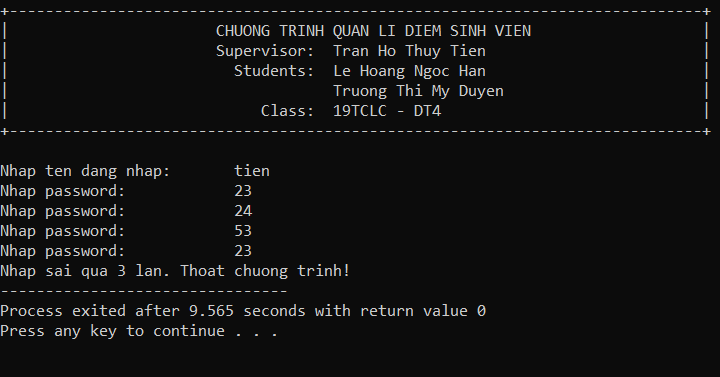 CHUONG TRINH QUAN LI DIEM SINH VIEN
Supervisor: Tran Ho Thuy Tien
Students: Le Hoang Ngoc Han
Truong Thi My Duyen
Class: 19TCLC - DT4
Nhap ten dang nhap: tien
Nhap password: 23
Nhap password: 24
Nhap password: 53
Nhap password: 23
Nhap sai qua 3 lan. Thoat chuong trinh!
--------------------------------
Process exited after 9.565 seconds with return value 0
Press any key to continue . . .